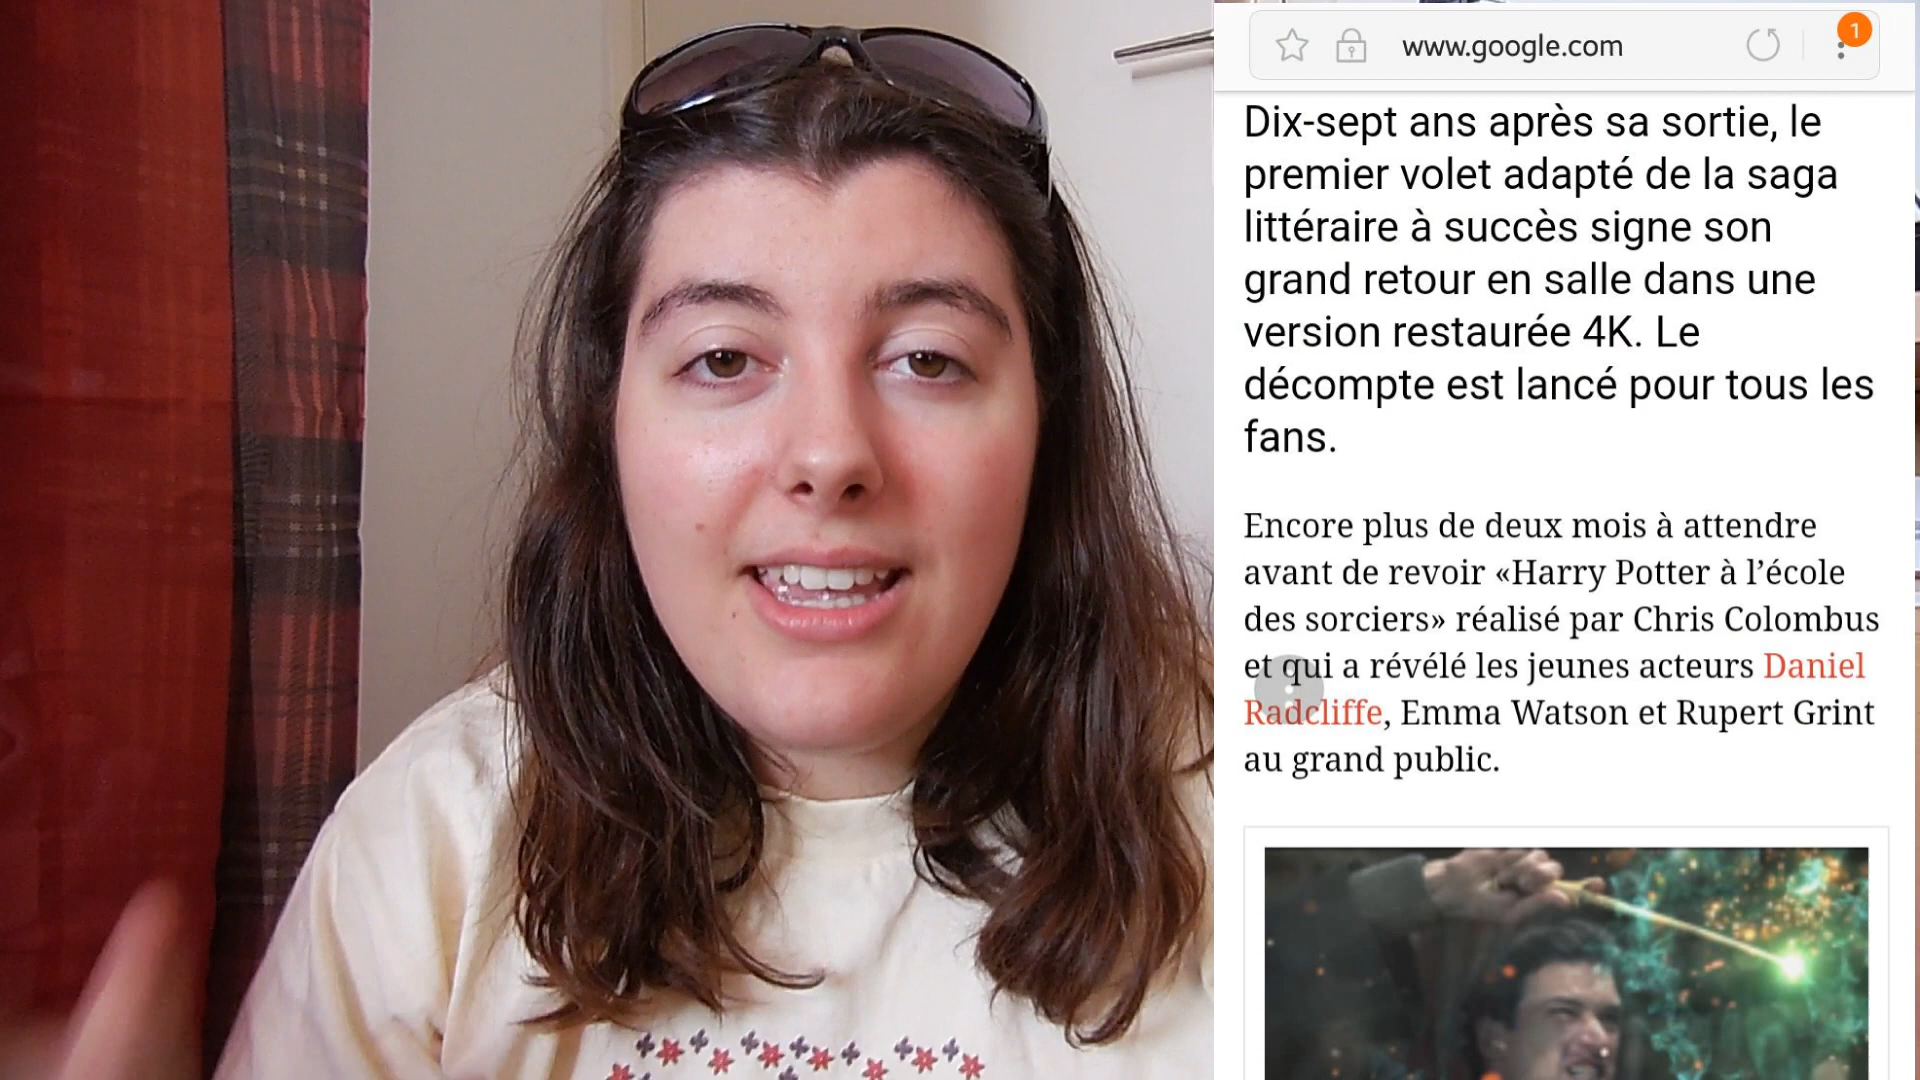 www.google.com
1
Dix-sept ans après sa sortie, le
premier volet adapté de la saga
littéraire à succès signe son
grand retour en salle dans une
version restaurée 4K. Le
décompte est lancé pour tous les
fans.
Encore plus de deux mois à attendre
avant de revoir «Harry Potter à l’école
des sorciers» réalisé par Chris Colombus
et qui a révélé les jeunes acteurs Daniel
Radcliffe, Emma Watson et Rupert Grint
au grand public.